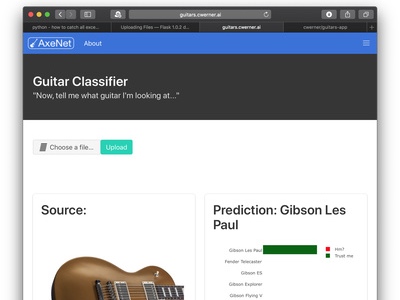 guitars.cwerner.ai
python - how to catch all exce...
Uploading Files — Flask 1.0.2 d...
guitars.cwerner.ai
cwerner/guitars-app
AxeNet
About
Guitar Classifier
"Now, tell me what guitar I'm looking at..."
Choose a file...
Upload
Source:
Prediction: Gibson Les
Paul
Gibson Les Paul
Hm?
Trust me
Fender Telecaster
Gibson ES
Gibson Explorer
Gibson Flying V